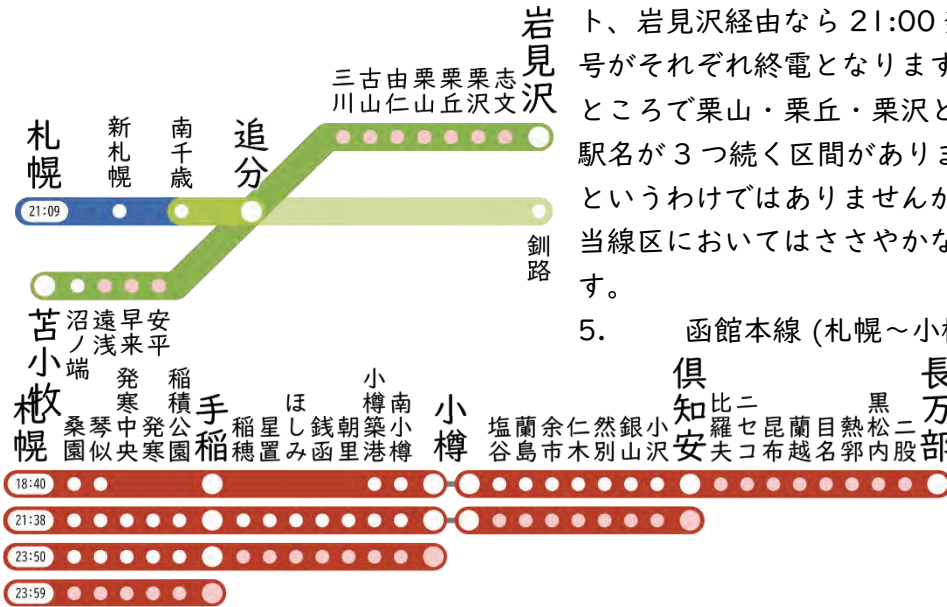 岩見沢
三川
古山
由仁
栗山
栗丘
栗沢
志文
札幌
新札幌
南千歳
追分
21:09
釧路
苫小牧
沼ノ端
遠浅
早来
安平
ト、岩見沢経由なら 21:00
号がそれぞれ終電となります
ところで栗山・栗丘・栗沢と
駅名が 3 つ続く区間がありま
というわけではありませんか
当線区においてはささやかな
す。
5. 函館本線 (札幌～小樽
札幌
桑園
琴似
発寒中央
発寒
稲積公園
手稲
稲穂
星置
ほしみ
銭函
朝里
小樽築港
南小樽
小樽
塩谷
蘭島
余市
仁木
然別
銀山
小沢
倶知安
比羅夫
ニセコ
昆布
蘭越
目名
熱郛
黒松内
二股
長万部
18:40
21:38
23:50
23:59